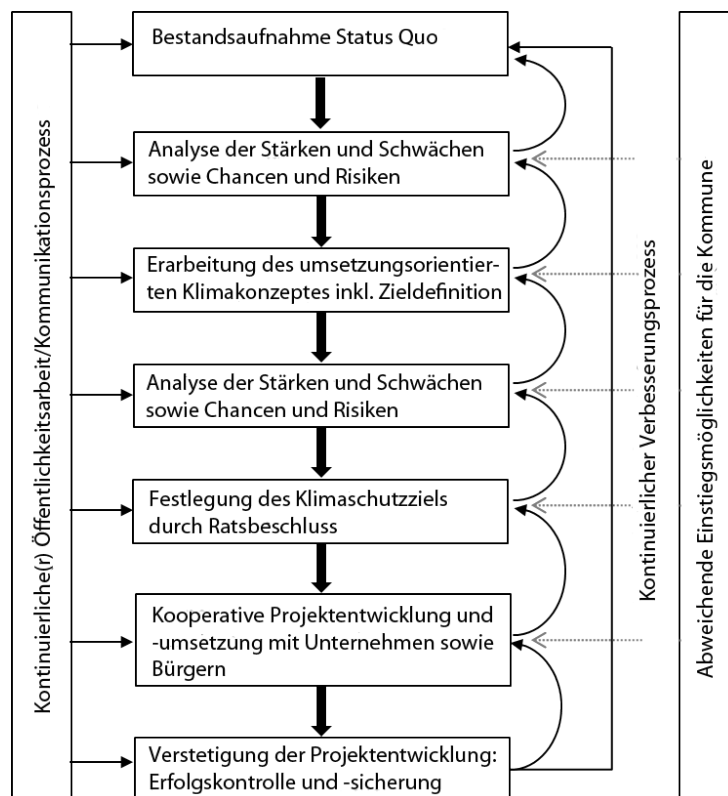 Kontinuierliche(r) Öffentlichkeitsarbeit/Kommunikationsprozess
Bestandsaufnahme Status Quo
Analyse der Stärken und Schwächen
sowie Chancen und Risiken
Erarbeitung des umsetzungsorientier-
ten Klimakonzeptes inkl. Zieldefinition
Analyse der Stärken und Schwächen
sowie Chancen und Risiken
Festlegung des Klimaschutzziels
durch Ratsbeschluss
Kooperative Projektentwicklung und
-umsetzung mit Unternehmen sowie
Bürgern
Verstetigung der Projektentwicklung:
Erfolgskontrolle und -sicherung
Kontinuierlicher Verbesserungsprozess
Abweichende Einstiegsmöglichkeiten für die Kommune